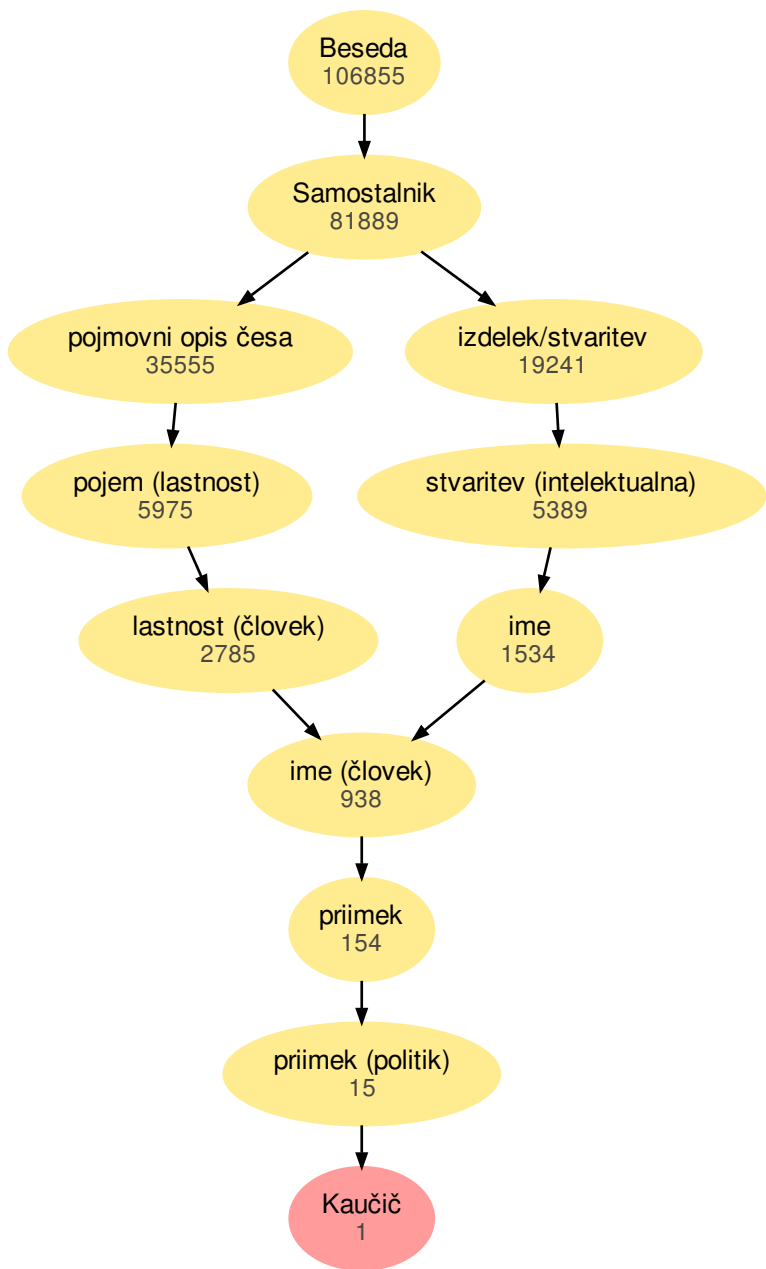 Beseda
106855
Samostalnik
81889
pojmovni opis česa
35555
izdelek/stvaritev
19241
pojem (lastnost)
5975
stvaritev (intelektualna)
5389
lastnost (človek)
2785
ime
1534
ime (človek)
938
priimek
154
priimek (politik)
15
Kaučič
1